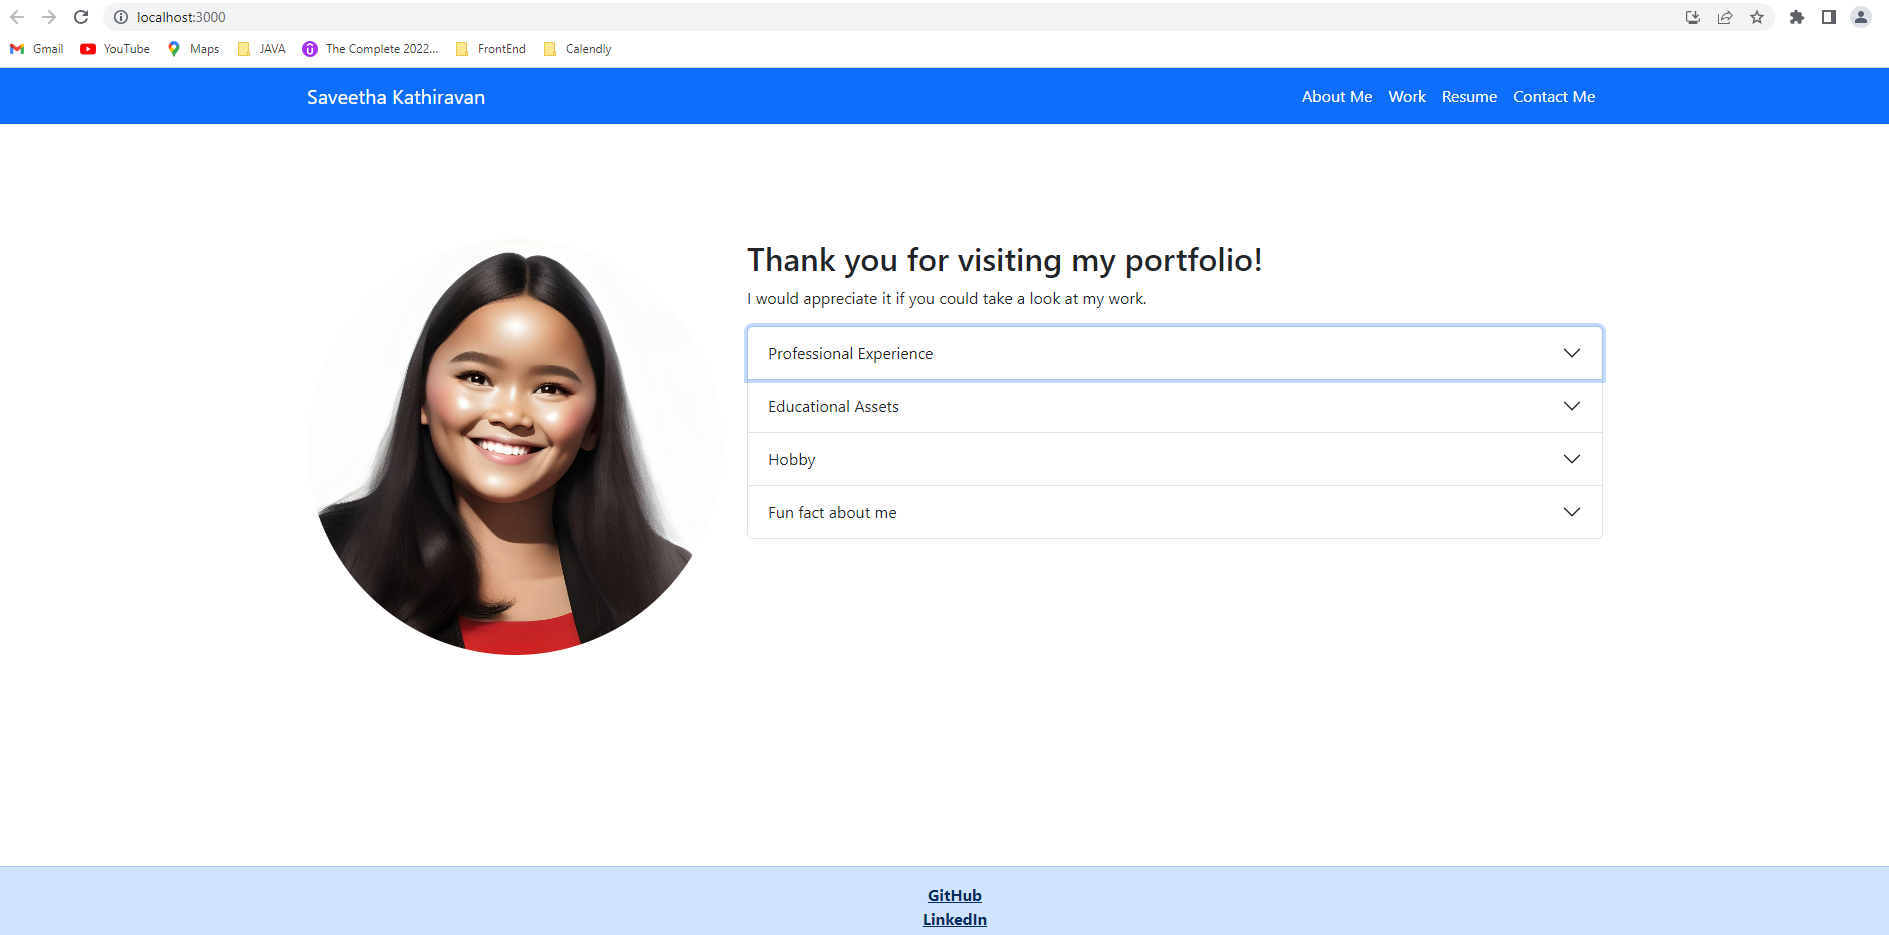 localhost:3000
Gmail YouTube Maps JAVA The Complete 2022... FrontEnd Calendly
Saveetha Kathiravan About Me Work Resume Contact Me
Thank you for visiting my portfolio!
I would appreciate it if you could take a look at my work.
Professional Experience
Educational Assets
Hobby
Fun fact about me
GitHub
LinkedIn